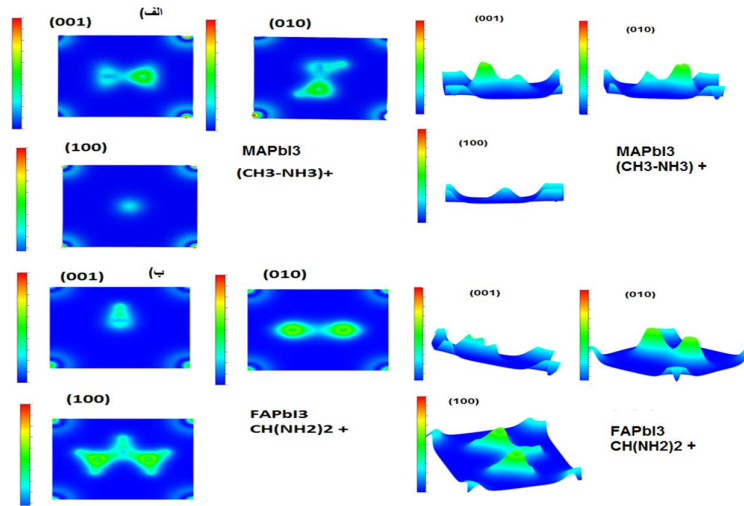 (001)
الف)
(010)
(100)
MAPbI3
(CH3-NH3)+
(001)
(010)
(100)
MAPbI3
(CH3-NH3) +
(001)
ب)
(010)
(100)
FAPbI3
CH(NH2)2 +
(001)
(010)
(100)
FAPbI3
CH(NH2)2 +